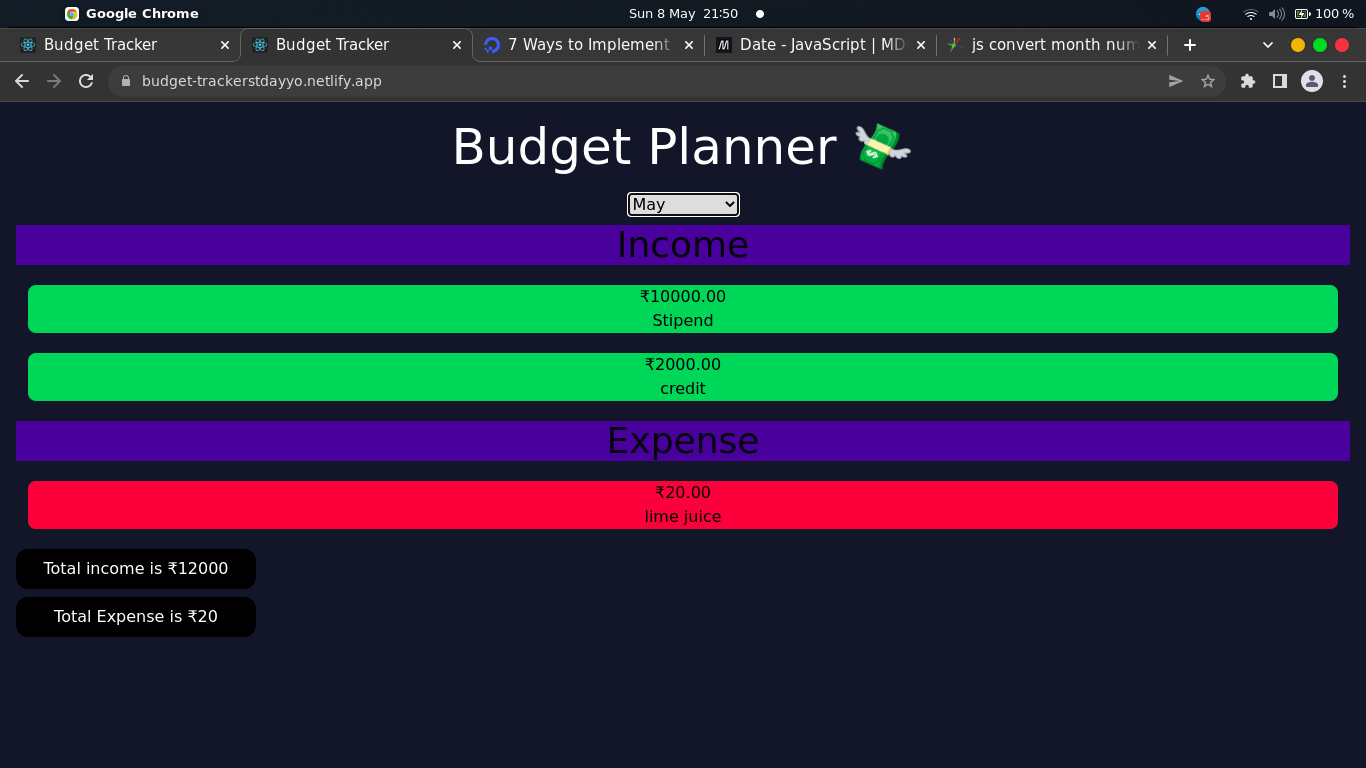 Google Chrome
Sun 8 May 21:50
100 %
Budget Tracker
Budget Tracker
7 Ways to Implement
Date - JavaScript | MD
js convert month num
budget-trackerstdayyo.netlify.app
Budget Planner 💸
May
Income
₹10000.00
Stipend
₹2000.00
credit
Expense
₹20.00
lime juice
Total income is ₹12000
Total Expense is ₹20